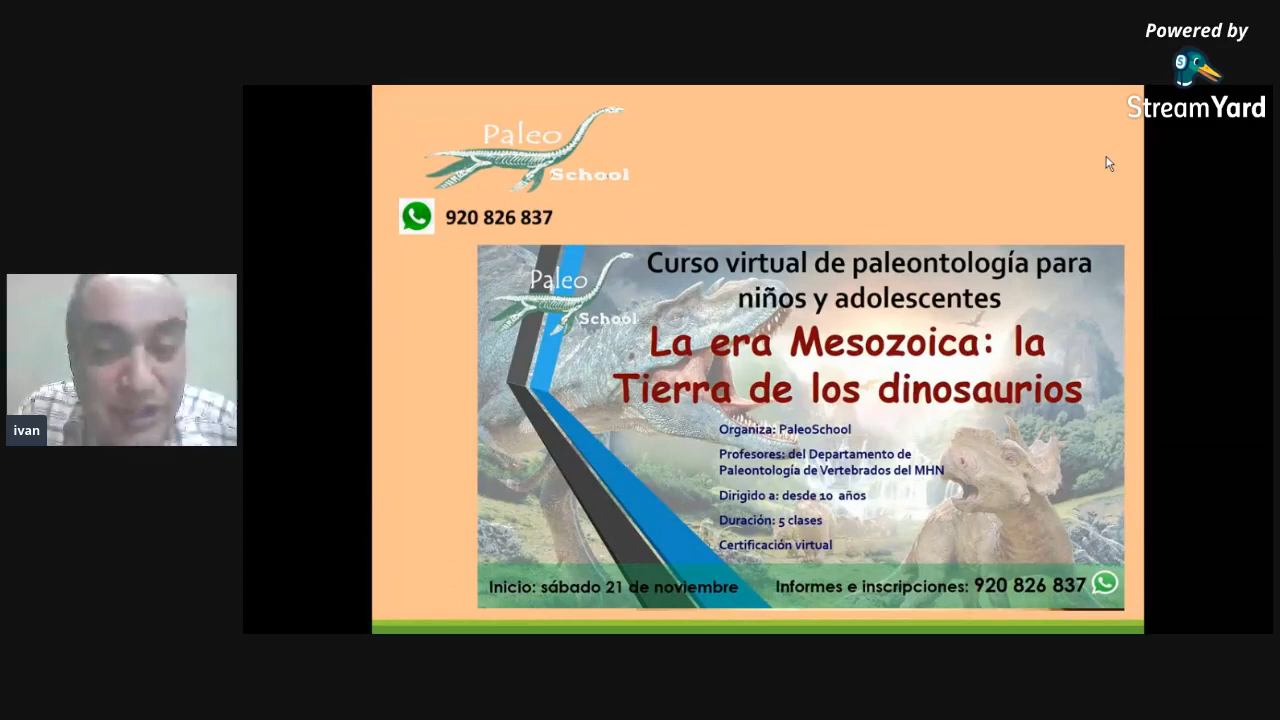 Powered by
StreamYard
Paleo
School
920 826 837
Paleo
School
Curso virtual de paleontología para
niños y adolescentes
La era Mesozoica: la
Tierra de los dinosaurios
Organiza: PaleoSchool
Profesores: del Departamento de
Paleontología de Vertebrados del MHN
Dirigido a: desde 10 años
Duración: 5 clases
Certificación virtual
Inicio: sábado 21 de noviembre
Informes e inscripciones: 920 826 837
ivan